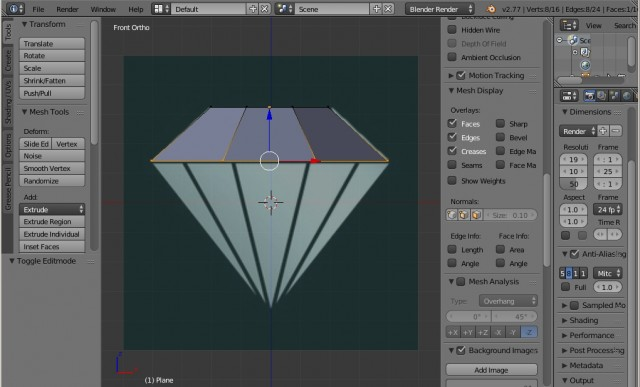 Default
Scene
Blender Render
v2.77 | Verts:8/16 | Edges:8/24 | Faces:1/
Tools
Create
Shading / UVs
Options
Grease Pencil
Transform
Translate
Rotate
Scale
Shrink/Fatten
Push/Pull
Mesh Tools
Deform:
Slide Ed
Vertex
Noise
Smooth Vertex
Randomize
Add:
Extrude
Extrude Region
Extrude Individual
Inset Faces
Toggle Editmode
Front Ortho
(1) Plane
Hidden Wire
Depth Of Field
Ambient Occlusion
Motion Tracking
Mesh Display
Overlays:
Faces
Sharp
Edges
Bevel
Creases
Edge Ma
Seams
Face Ma
Show Weights
Normals:
Size: 0.10
Edge Info:
Face Info:
Length
Area
Angle
Angle
Mesh Analysis
Type:
Overhang
0°
45°
+X
+Y
+Z
-X
-Y
-Z
Background Images
Add Image
View
Search
Sce
Dimensions
Render
Resoluti
Frame
19
: 1
10
: 25
50
: 1
Aspect
Frame
1.0
24 fp
1.0
Time R
Anti-Aliasing
5
8
1
1
Mitc
Full
1.0
Sampled Mo
Shading
Performance
Post Processing
Metadata
Output